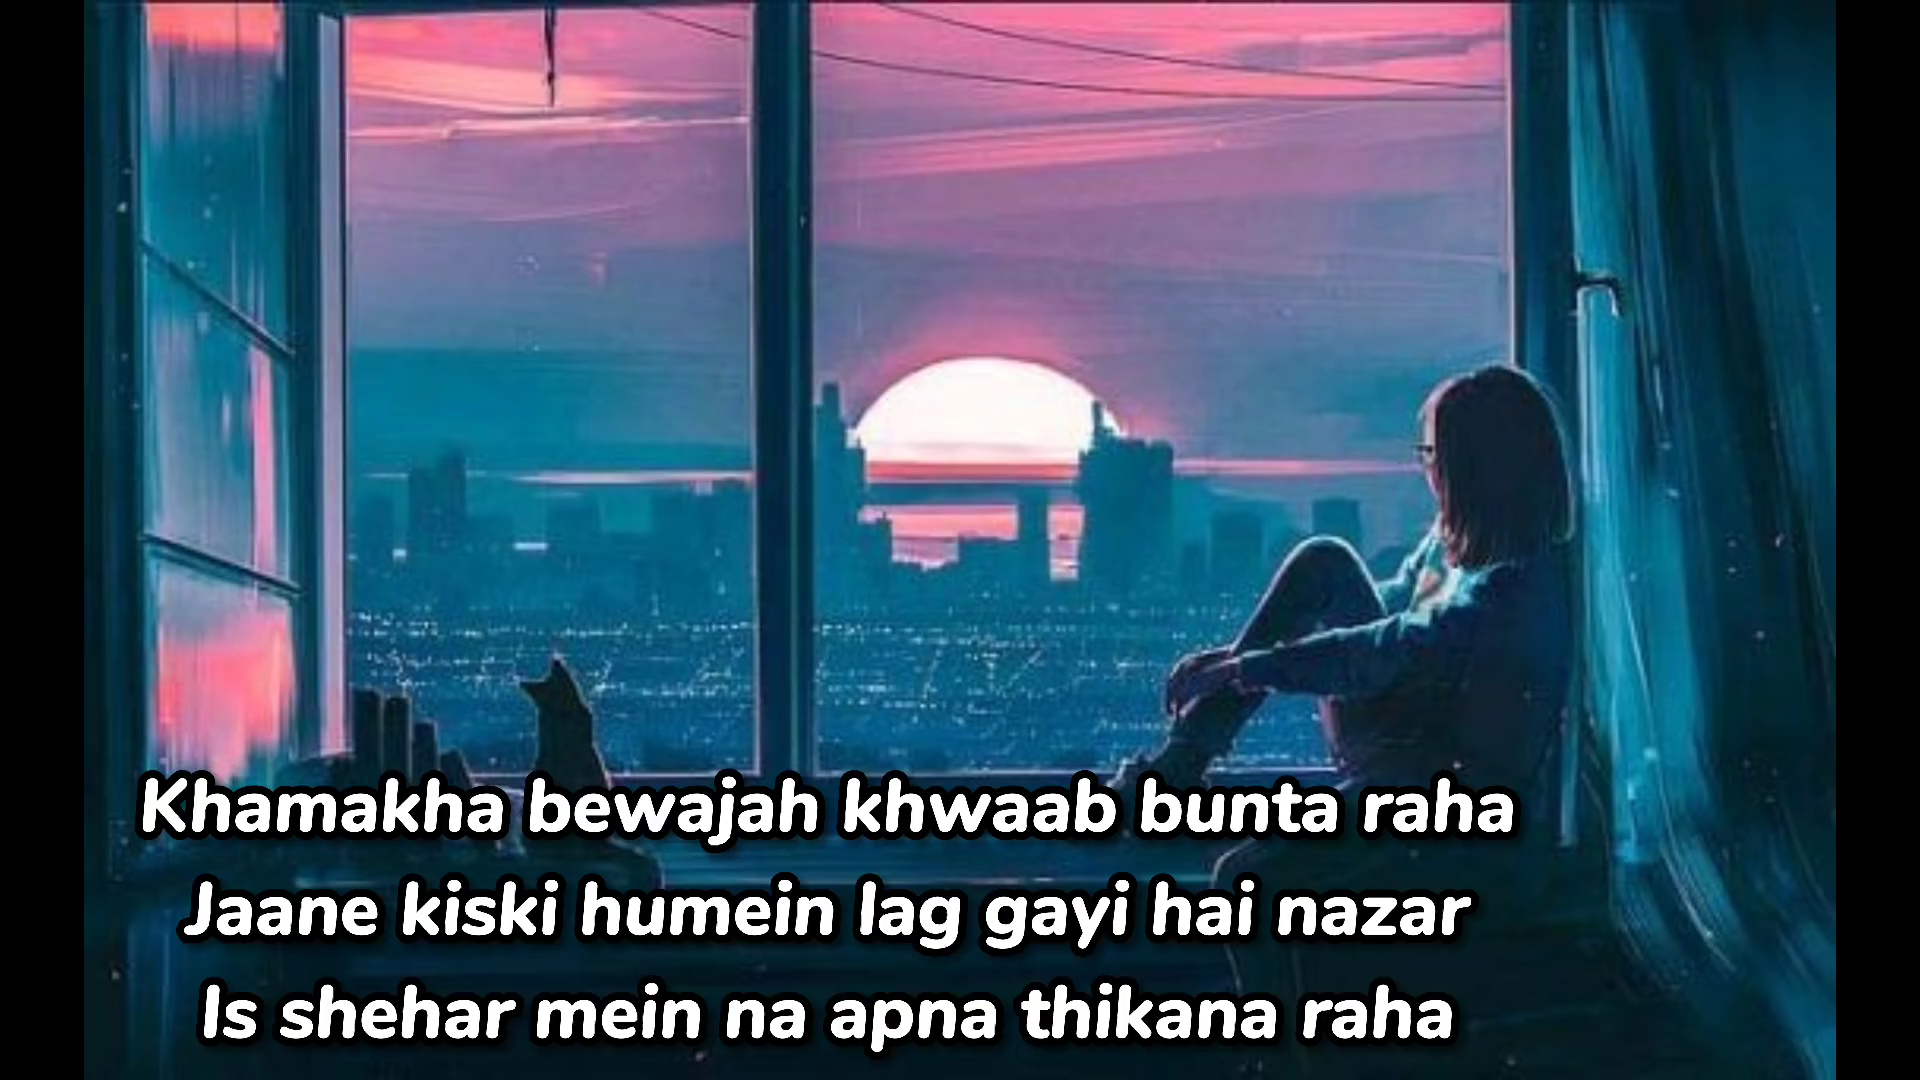 Khamakha bewajah khwaab bunta raha
Jaane kiski humein lag gayi hai nazar
Is shehar mein na apna thikana raha